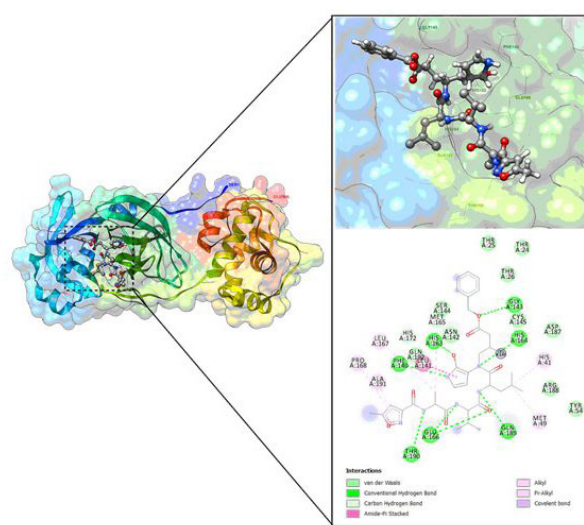 THR
A:25
THR
A:24
THR
A:26
GLY
A:143
SER
A:144
CYS
A:145
MET
A:165
ASP
A:187
HIS
A:172
ASN
A:142
HIS
A:163
HIS
A:164
LEU
A:167
HIS
A:41
PRO
A:168
PHE
A:140
ARG
A:188
ALA
A:191
TYR
A:54
MET
A:49
GLU
A:166
GLN
A:189
THR
A:190
Interactions
van der Waals
Conventional Hydrogen Bond
Carbon Hydrogen Bond
Amide-Pi Stacked
Alkyl
Pi-Alkyl
Covalent bond